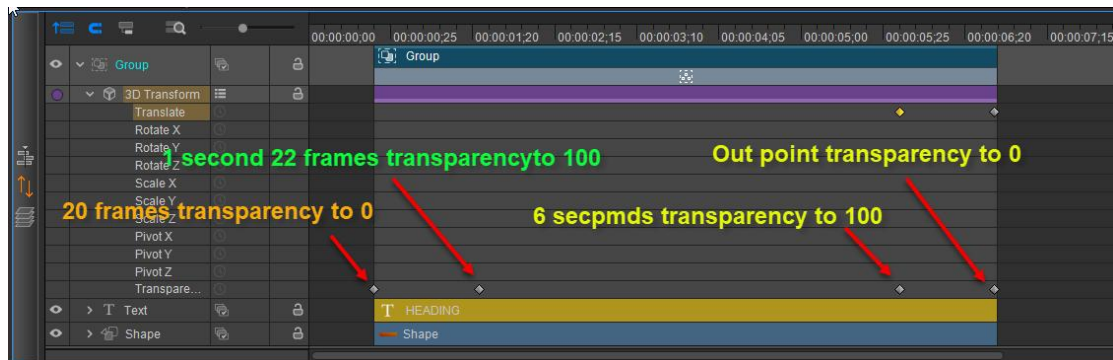 00:00:00;00 00:00:00;25 00:00:01;20 00:00:02;15 00:00:03;10 00:00:04;05 00:00:05;00 00:00:05;25 00:00:06;20 00:00:07;15
Group
Group
3D Transform
Translate
Rotate X
Rotate Y
Rotate Z
1 second 22 frames transparencyto 100
Out point transparency to 0
Scale X
Scale Y
Scale Z
20 frames transparency to 0
6 secpmds transparency to 100
Pivot X
Pivot Y
Pivot Z
Transpare...
T Text
T HEADING
Shape
Shape